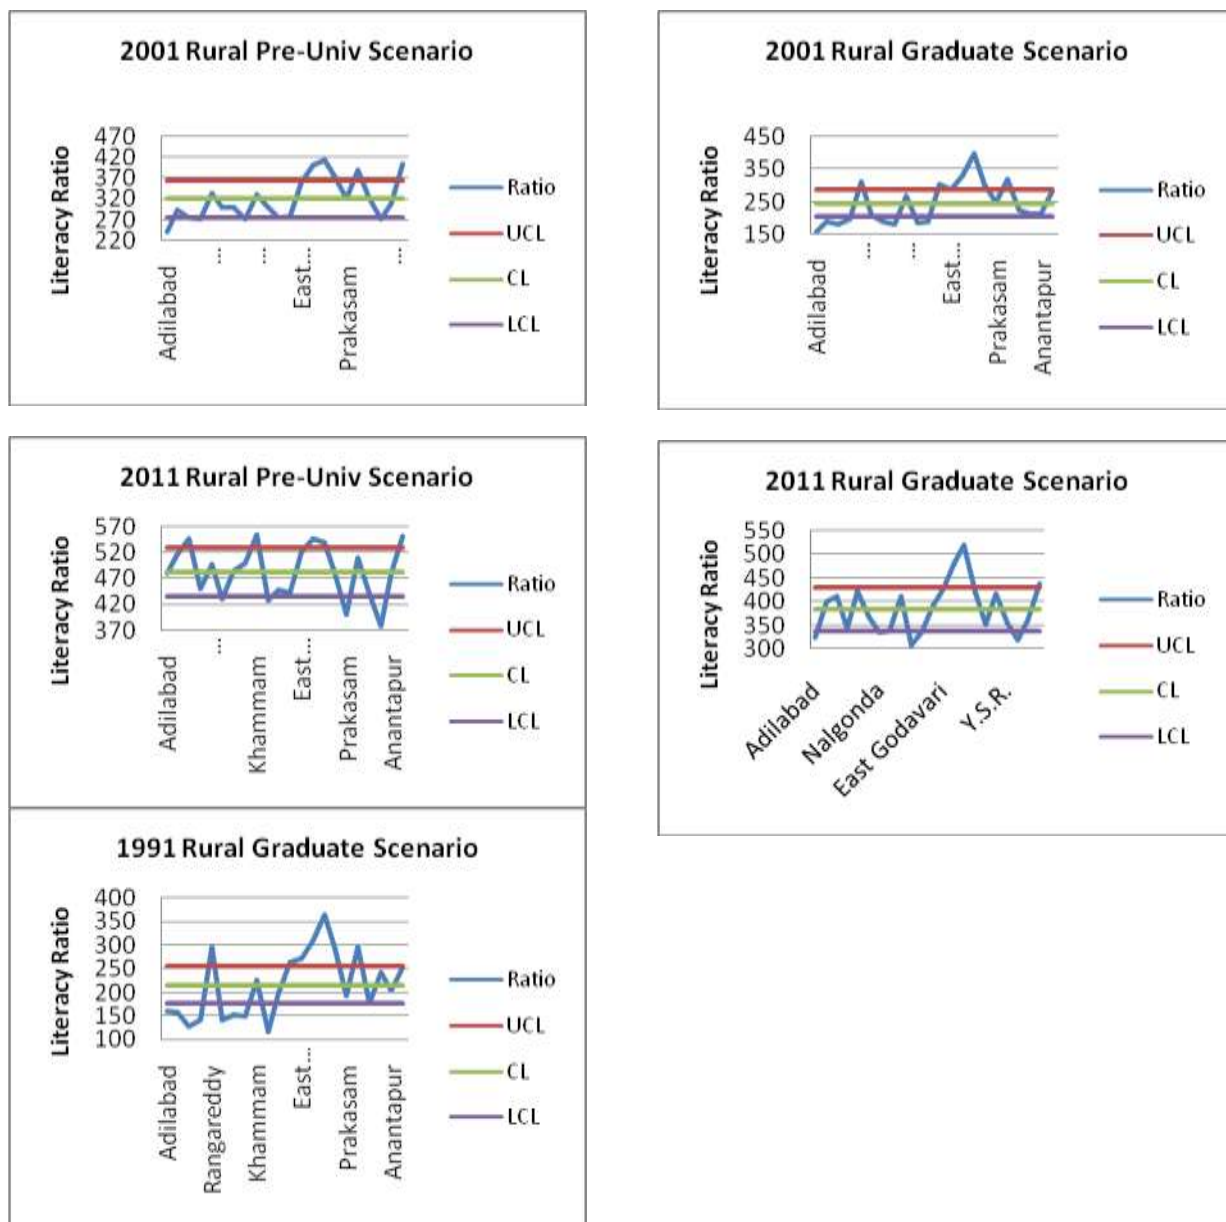 2001 Rural Pre-Univ Scenario
Literacy Ratio
470
420
370
320
270
220
Adilabad
...
...
East...
Prakasam
...
Ratio
UCL
CL
LCL
2001 Rural Graduate Scenario
Literacy Ratio
450
350
250
150
Adilabad
...
...
East...
Prakasam
Anantapur
Ratio
UCL
CL
LCL
2011 Rural Pre-Univ Scenario
Literacy Ratio
570
520
470
420
370
Adilabad
...
Khammam
East...
Prakasam
Anantapur
Ratio
UCL
CL
LCL
2011 Rural Graduate Scenario
Literacy Ratio
550
500
450
400
350
300
Adilabad
Nalgonda
East Godavari
Y.S.R.
Ratio
UCL
CL
LCL
1991 Rural Graduate Scenario
Literacy Ratio
400
350
300
250
200
150
100
Adilabad
Rangareddy
Khammam
East...
Prakasam
Anantapur
Ratio
UCL
CL
LCL